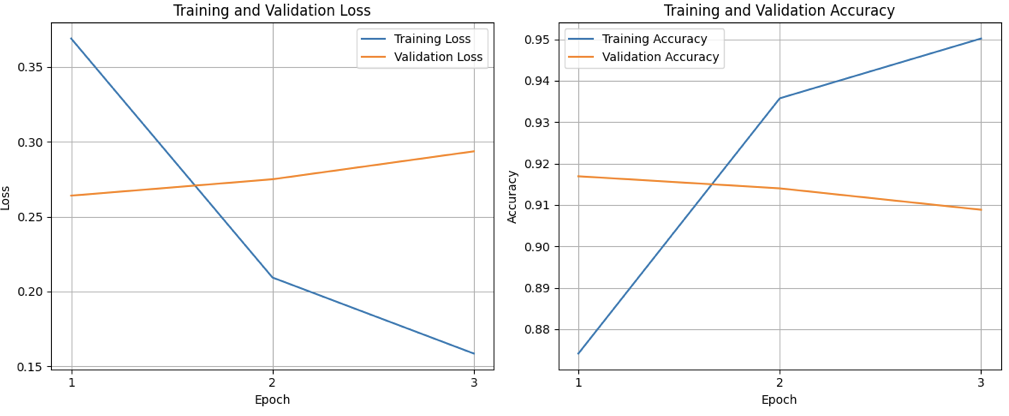 Training and Validation Loss
Training Loss
Validation Loss
0.35
0.30
0.25
0.20
0.15
Loss
1
2
3
Epoch
Training and Validation Accuracy
Training Accuracy
Validation Accuracy
0.95
0.94
0.93
0.92
0.91
0.90
0.89
0.88
Accuracy
1
2
3
Epoch